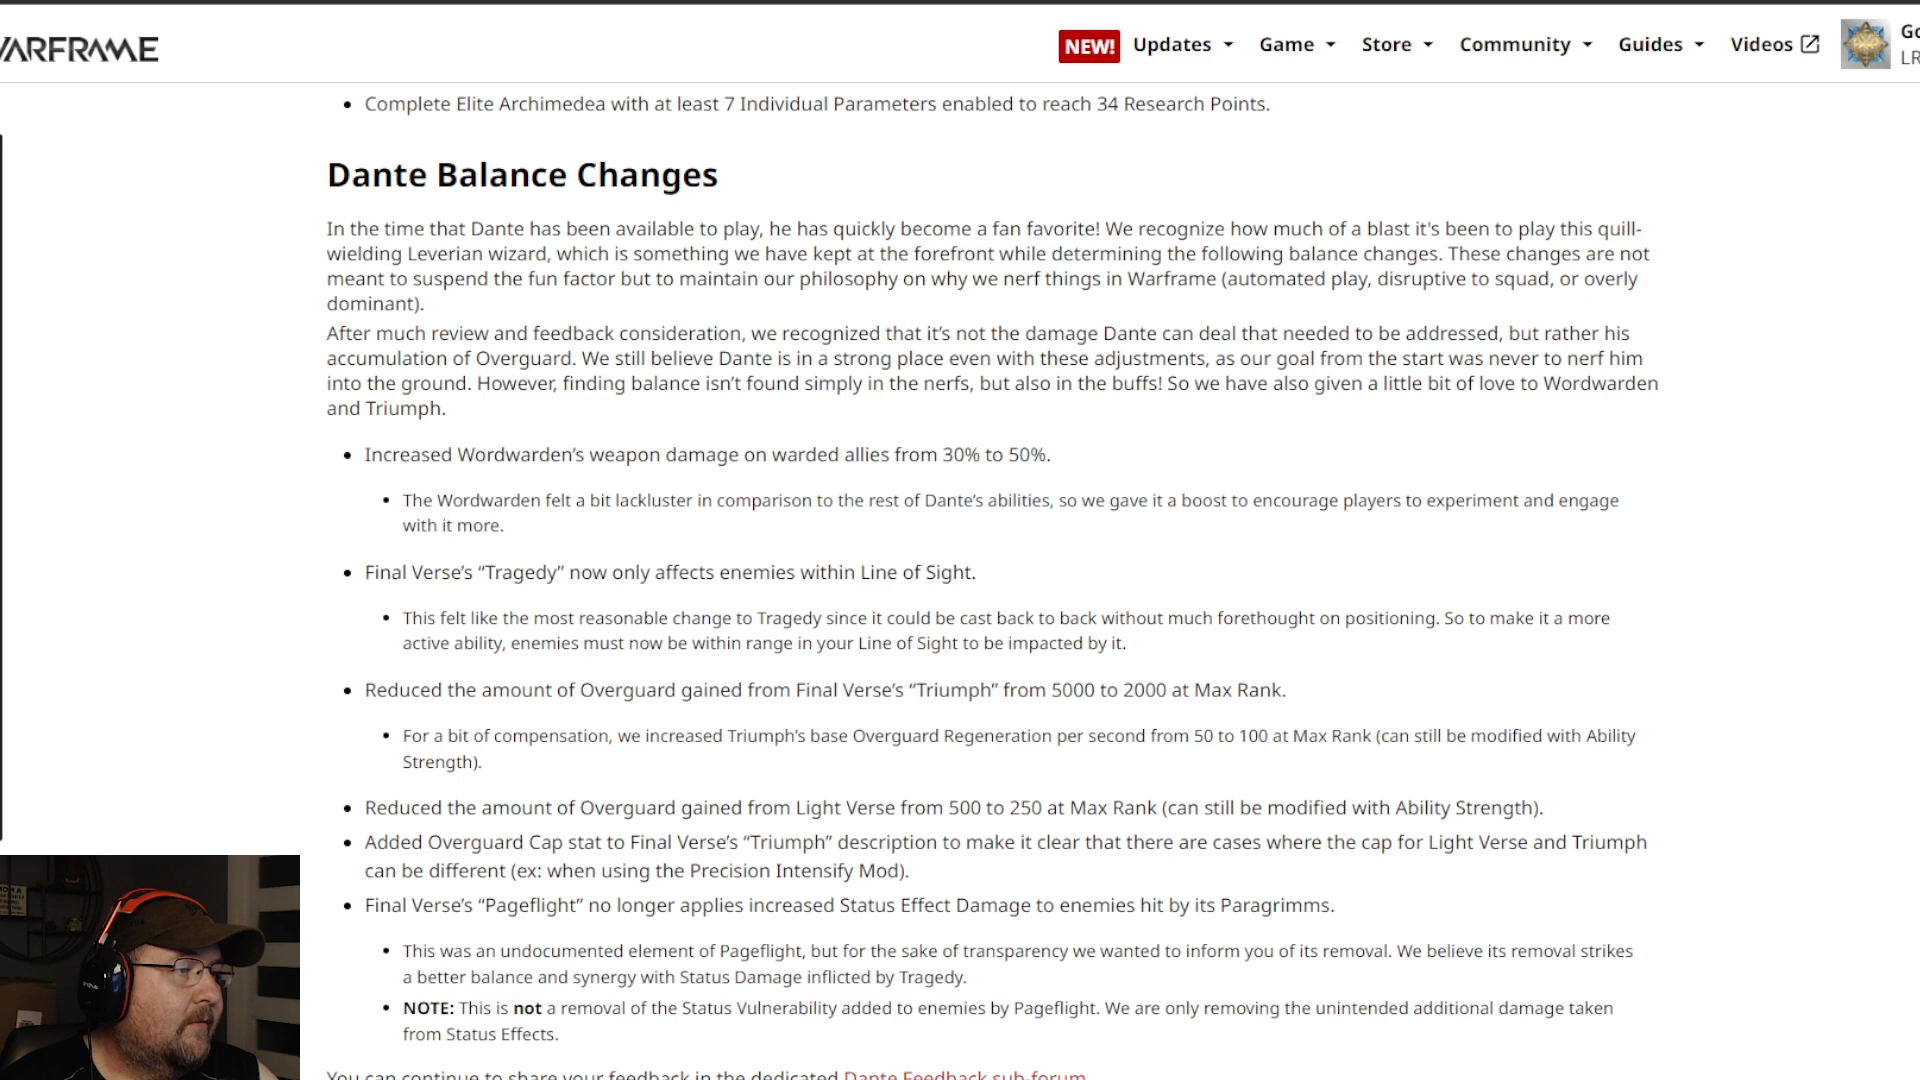 WARFRAME
NEW! Updates Game Store Community Guides Videos
LR
Complete Elite Archimedea with at least 7 Individual Parameters enabled to reach 34 Research Points.
Dante Balance Changes
In the time that Dante has been available to play, he has quickly become a fan favorite! We recognize how much of a blast it's been to play this quill-
wielding Leverian wizard, which is something we have kept at the forefront while determining the following balance changes. These changes are not
meant to suspend the fun factor but to maintain our philosophy on why we nerf things in Warframe (automated play, disruptive to squad, or overly
dominant).
After much review and feedback consideration, we recognized that it’s not the damage Dante can deal that needed to be addressed, but rather his
accumulation of Overguard. We still believe Dante is in a strong place even with these adjustments, as our goal from the start was never to nerf him
into the ground. However, finding balance isn’t found simply in the nerfs, but also in the buffs! So we have also given a little bit of love to Wordwarden
and Triumph.
Increased Wordwarden’s weapon damage on warded allies from 30% to 50%.
The Wordwarden felt a bit lackluster in comparison to the rest of Dante’s abilities, so we gave it a boost to encourage players to experiment and engage
with it more.
Final Verse’s “Tragedy” now only affects enemies within Line of Sight.
This felt like the most reasonable change to Tragedy since it could be cast back to back without much forethought on positioning. So to make it a more
active ability, enemies must now be within range in your Line of Sight to be impacted by it.
Reduced the amount of Overguard gained from Final Verse’s “Triumph” from 5000 to 2000 at Max Rank.
For a bit of compensation, we increased Triumph’s base Overguard Regeneration per second from 50 to 100 at Max Rank (can still be modified with Ability
Strength).
Reduced the amount of Overguard gained from Light Verse from 500 to 250 at Max Rank (can still be modified with Ability Strength).
Added Overguard Cap stat to Final Verse’s “Triumph” description to make it clear that there are cases where the cap for Light Verse and Triumph
can be different (ex: when using the Precision Intensify Mod).
Final Verse’s “Pageflight” no longer applies increased Status Effect Damage to enemies hit by its Paragrimms.
This was an undocumented element of Pageflight, but for the sake of transparency we wanted to inform you of its removal. We believe its removal strikes
a better balance and synergy with Status Damage inflicted by Tragedy.
NOTE: This is not a removal of the Status Vulnerability added to enemies by Pageflight. We are only removing the unintended additional damage taken
from Status Effects.
You can continue to share your feedback in the dedicated Dante Feedback sub-forum